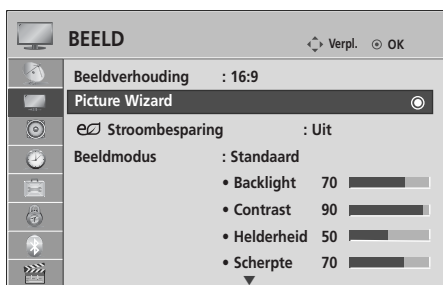 BEELD Verpl. OK
Beeldverhouding : 16:9
Picture Wizard
Stroombesparing : Uit
Beeldmodus : Standaard
• Backlight 70
• Contrast 90
• Helderheid 50
• Scherpte 70